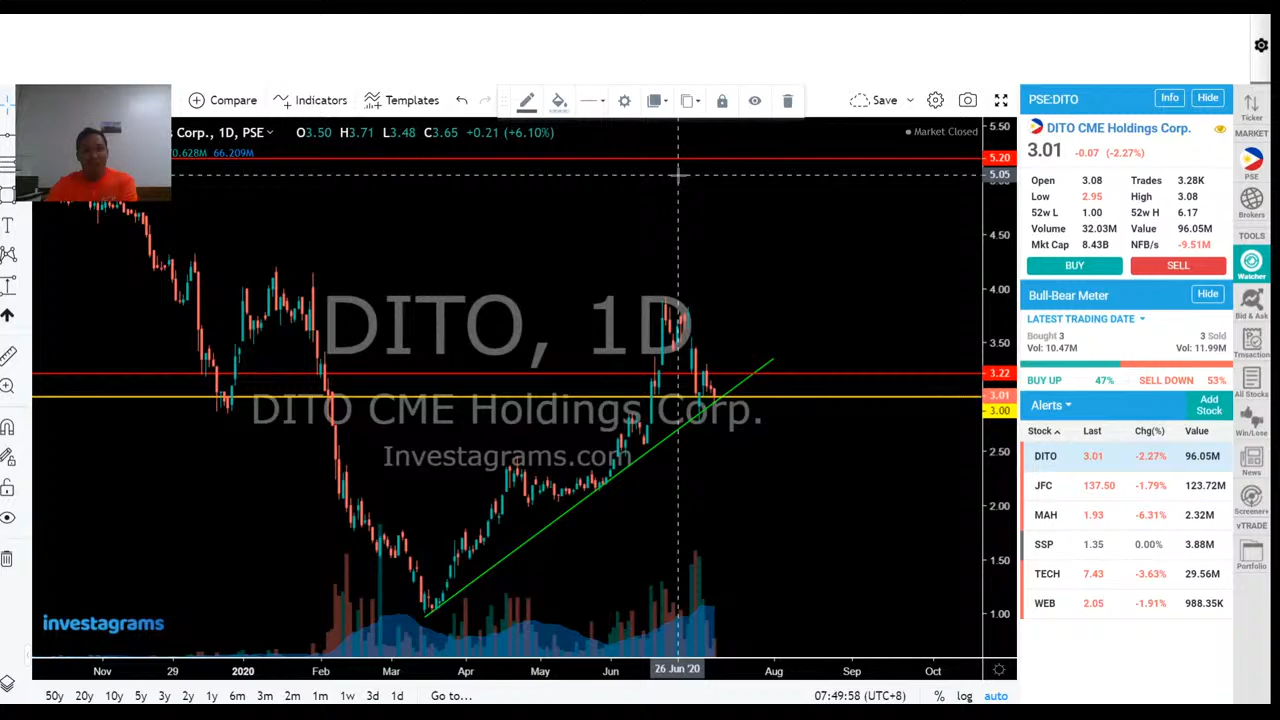 Compare
Indicators
Templates
Save
s Corp., 1D, PSE O3.50 H3.71 L3.48 C3.65 +0.21 (+6.10%)
Market Closed
0.628M 66.209M
DITO, 1D
DITO CME Holdings Corp.
Investagrams.com
investagrams
5.50
5.20
5.05
4.50
4.00
3.50
3.22
3.01
3.00
2.50
2.00
1.50
1.00
Nov 29 2020 Feb Mar Apr May Jun 26 Jun '20 Aug Sep Oct
50y 20y 10y 5y 3y 2y 1y 6m 3m 2m 1m 1w 3d 1d Go to...
07:49:58 (UTC+8) % log auto
PSE:DITO Info Hide
DITO CME Holdings Corp.
3.01 -0.07 (-2.27%)
Open 3.08 Trades 3.28K
Low 2.95 High 3.08
52w L 1.00 52w H 6.17
Volume 32.03M Value 96.05M
Mkt Cap 8.43B NFB/s -9.51M
BUY SELL
Bull-Bear Meter Hide
LATEST TRADING DATE
Bought 3 3 Sold
Vol: 10.47M Vol: 11.99M
BUY UP 47% SELL DOWN 53%
Alerts Add Stock
Stock Last Chg(%) Value
DITO 3.01 -2.27% 96.05M
JFC 137.50 -1.79% 123.72M
MAH 1.93 -6.31% 2.32M
SSP 1.35 0.00% 3.88M
TECH 7.43 -3.63% 29.56M
WEB 2.05 -1.91% 988.35K
Ticker
MARKET
PSE
Brokers
TOOLS
Watcher
Bid & Ask
Trnsaction
All Stocks
Win/Lose
News
Screener+
vTRADE
Portfolio